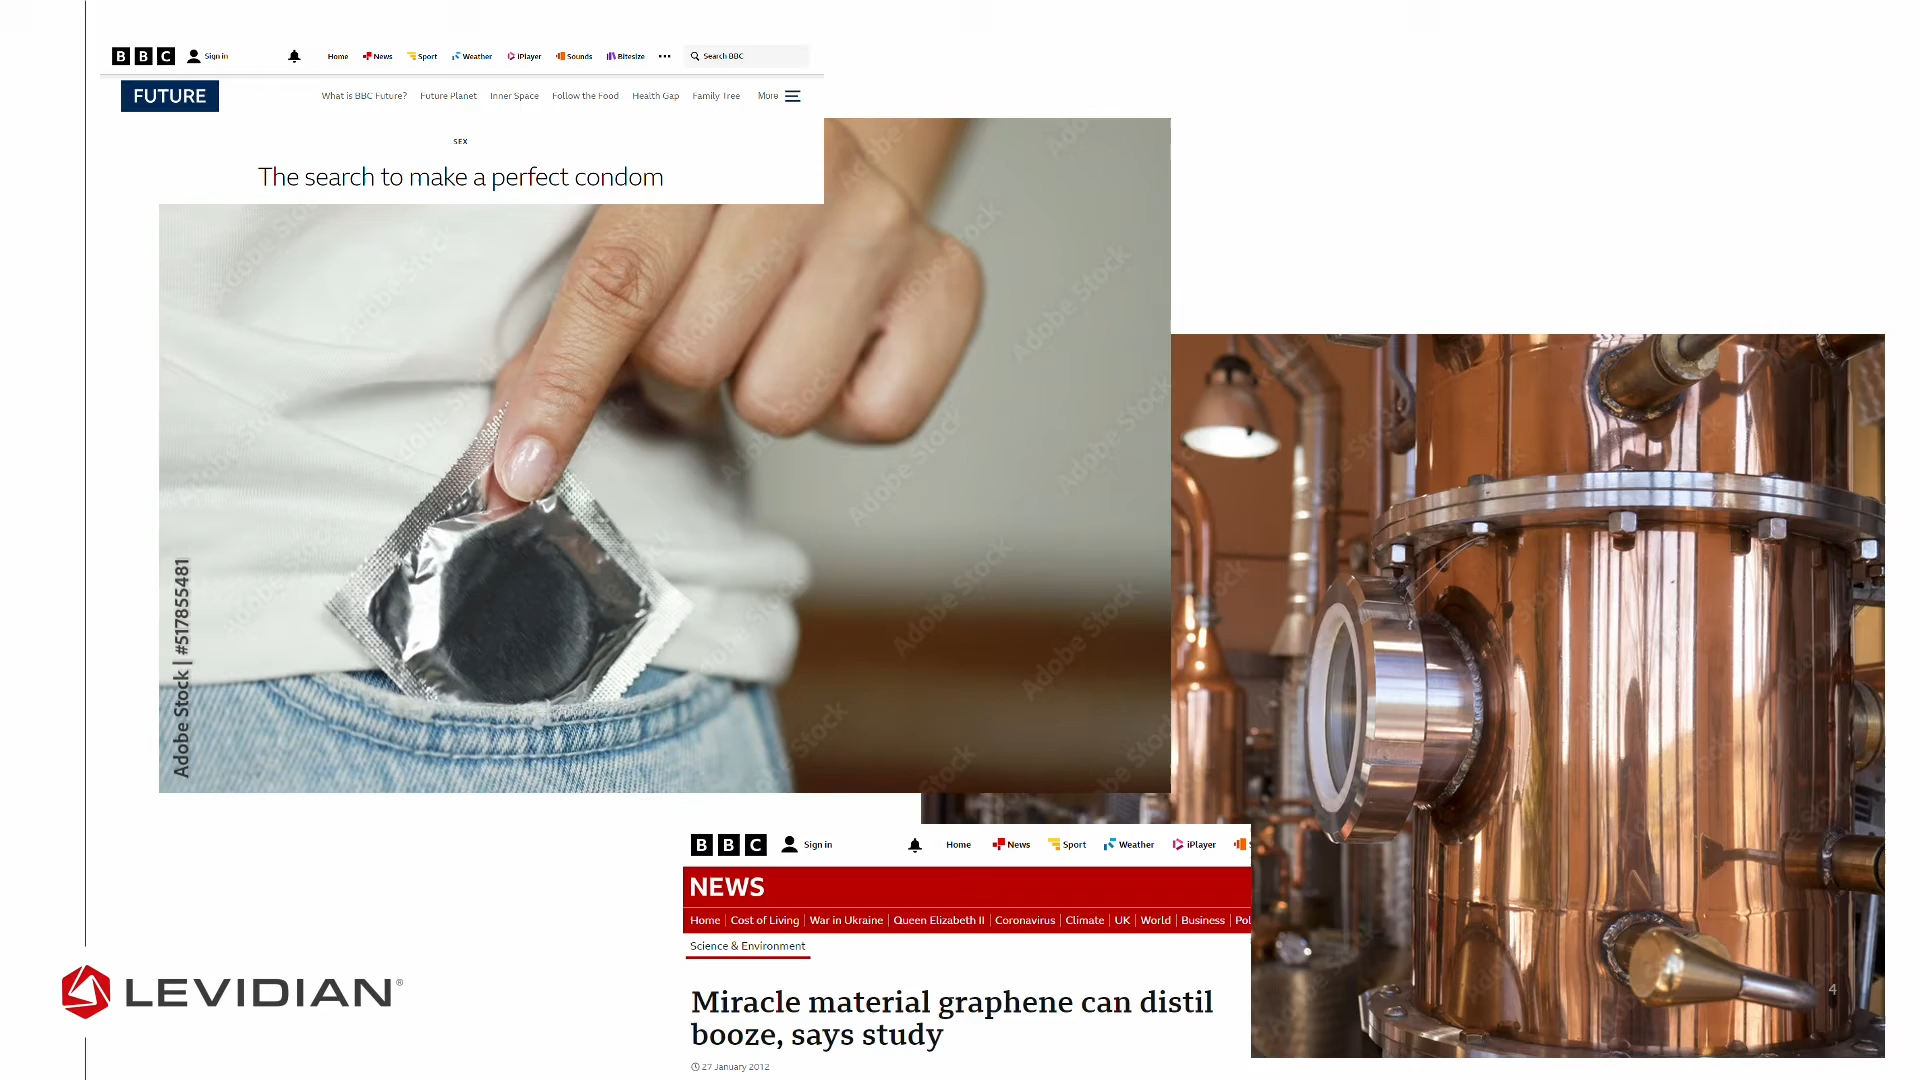 BBC Sign in Home News Sport Weather iPlayer Sounds Bitesize ••• Search BBC
FUTURE What is BBC Future? Future Planet Inner Space Follow the Food Health Gap Family Tree More
SEX
The search to make a perfect condom
Adobe Stock | #517855481
BBC Sign in Home News Sport Weather iPlayer
NEWS
Home Cost of Living War in Ukraine Queen Elizabeth II Coronavirus Climate UK World Business Pol
Science & Environment
Miracle material graphene can distil
booze, says study
27 January 2012
LEVIDIAN®
4